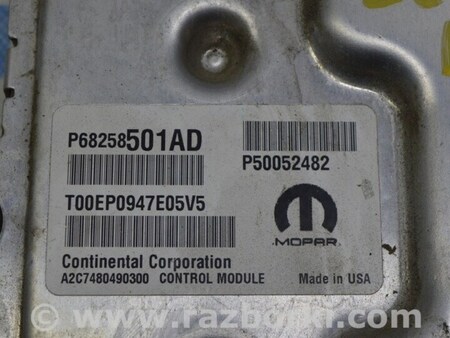 P68258501AD
P50052482
T00EP0947E05V5
MOPAR
Continental Corporation
A2C7480490300 CONTROL MODULE Made in USA
www.razborki.com